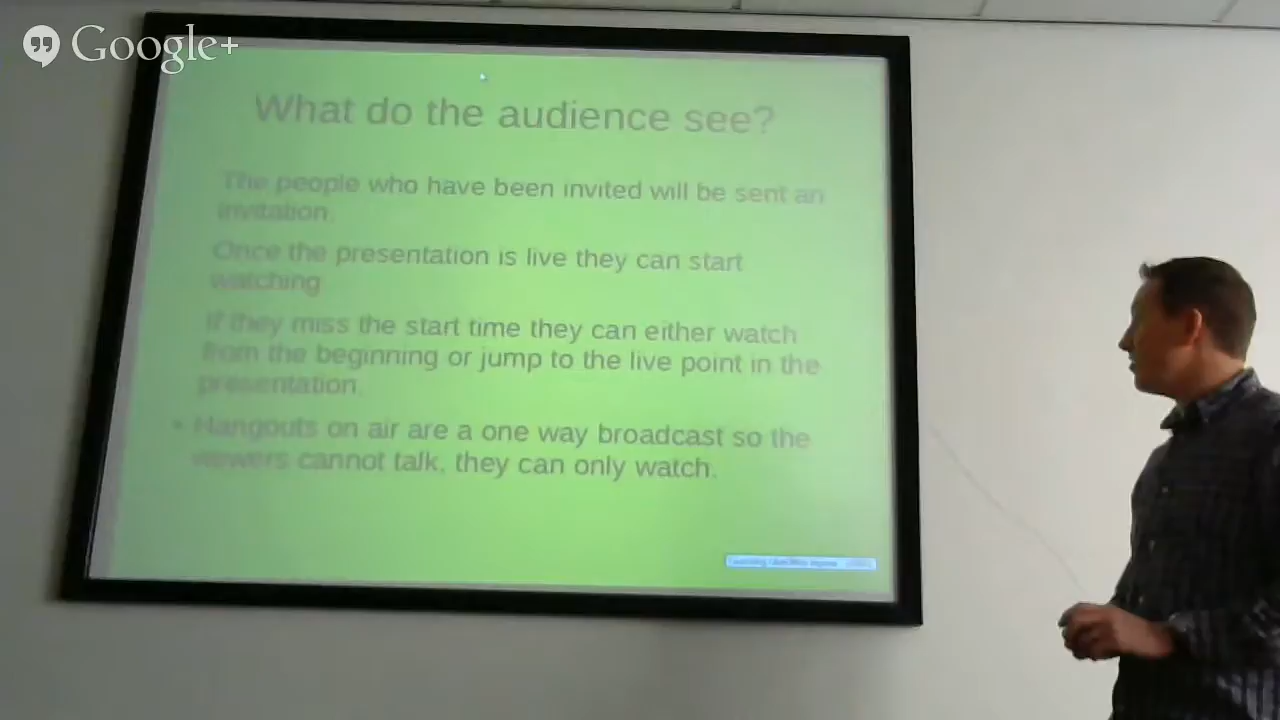 Google+
What do the audience see?
The people who have been invited will be sent an
invitation.
Once the presentation is live they can start
watching
If they miss the start time they can either watch
from the beginning or jump to the live point in the
presentation.
• Hangouts on air are a one way broadcast so the
viewers cannot talk, they can only watch.